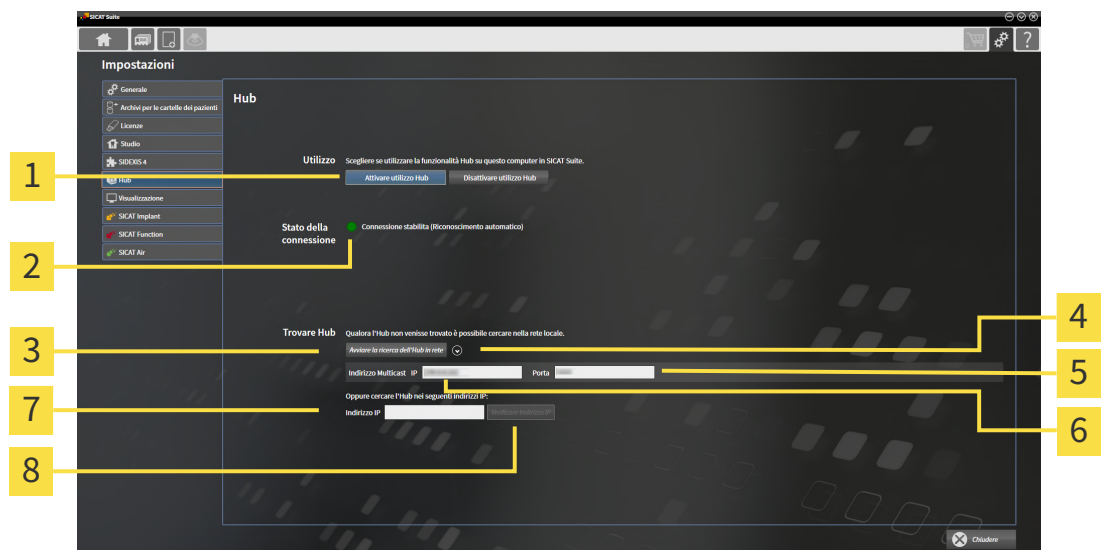 SICAT Suite
?
Impostazioni
Generale
Archivi per le cartelle dei pazienti
Licenze
Studio
SIDEXIS 4
Hub
Visualizzazione
SICAT Implant
SICAT Function
SICAT Air
Hub
Utilizzo Scegliere se utilizzare la funzionalità Hub su questo computer in SICAT Suite.
Attivare utilizzo Hub Disattivare utilizzo Hub
Stato della connessione
Connessione stabilita (Riconoscimento automatico)
Trovare Hub Qualora l'Hub non venisse trovato è possibile cercare nella rete locale.
Avviare la ricerca dell'Hub in rete
Indirizzo Multicast IP Porta
Oppure cercare l'Hub nei seguenti indirizzi IP:
Indirizzo IP Verificare indirizzo IP
Chiudere
1
2
3
4
5
6
7
8